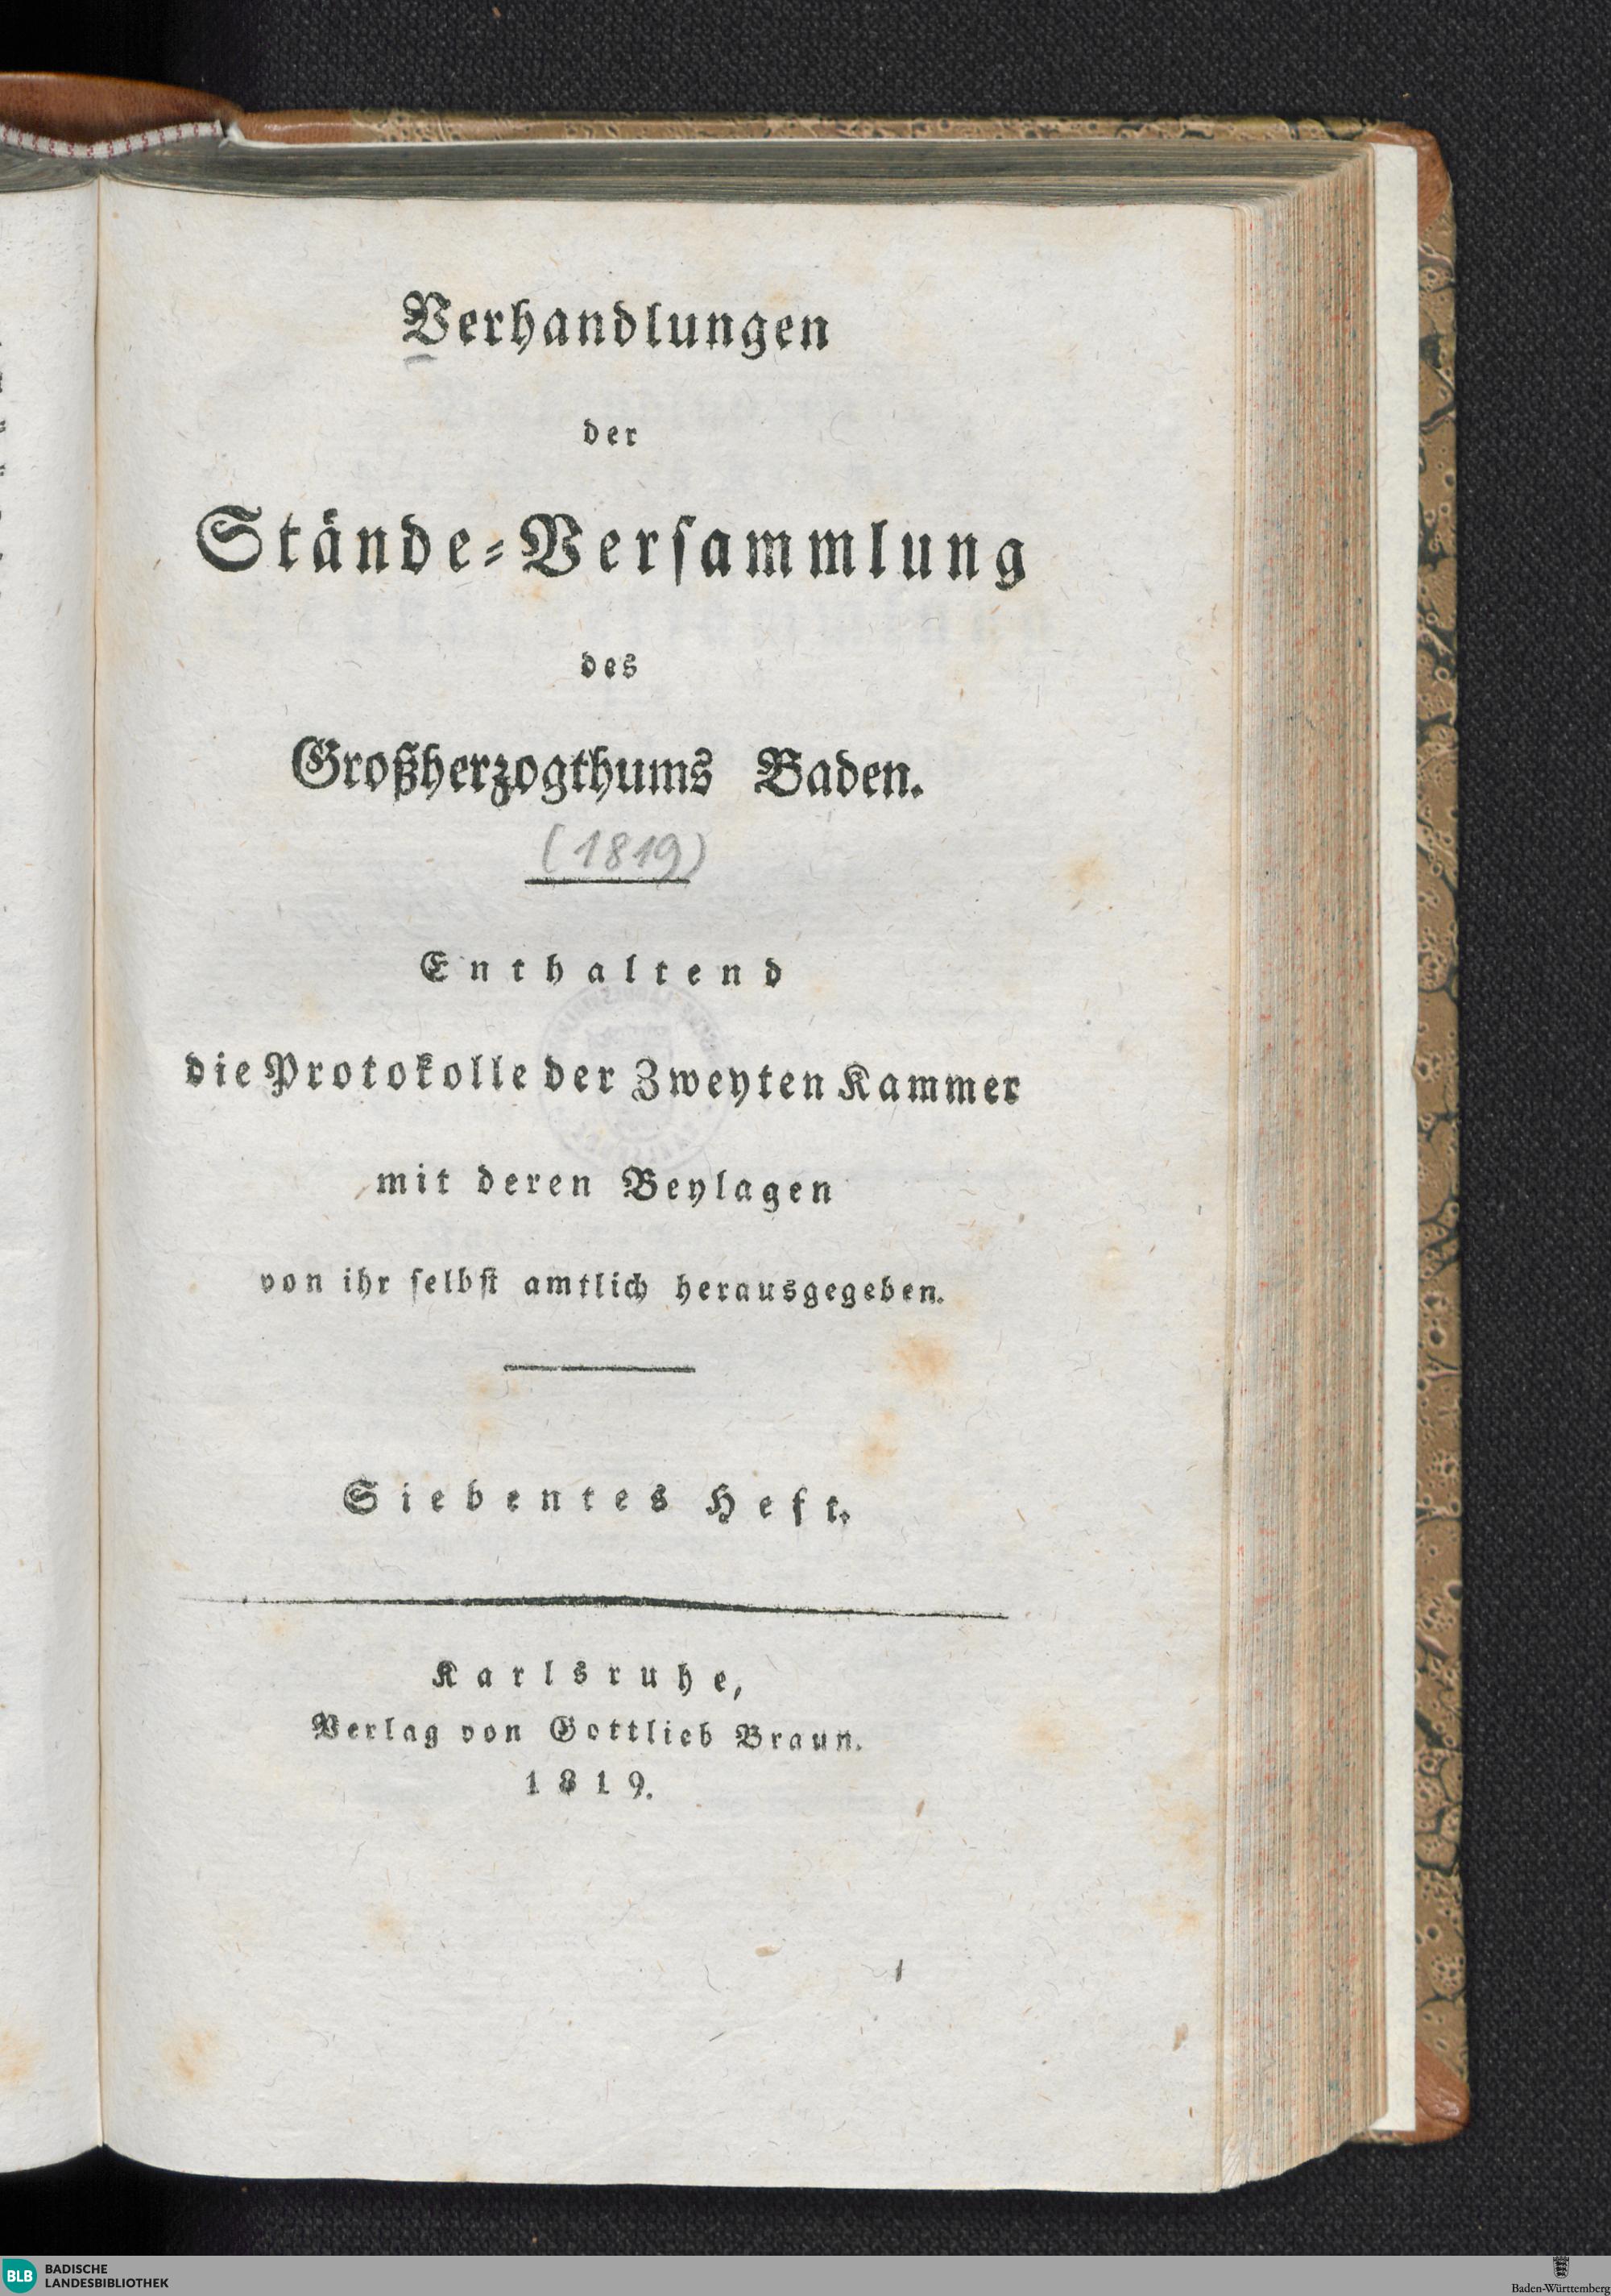 Verhandlungen
der
Stände-Versammlung
des
Großherzogthums Baden.
(1819)
Enthaltend
die Protokolle der Zweyten Kammer
mit deren Beylagen
von ihr selbst amtlich herausgegeben.
Siebentes Heft.
Karlsruhe,
Verlag von Gottlieb Braun.
1819.
BLB BADISCHE
LANDESBIBLIOTHEK
Baden-Württemberg